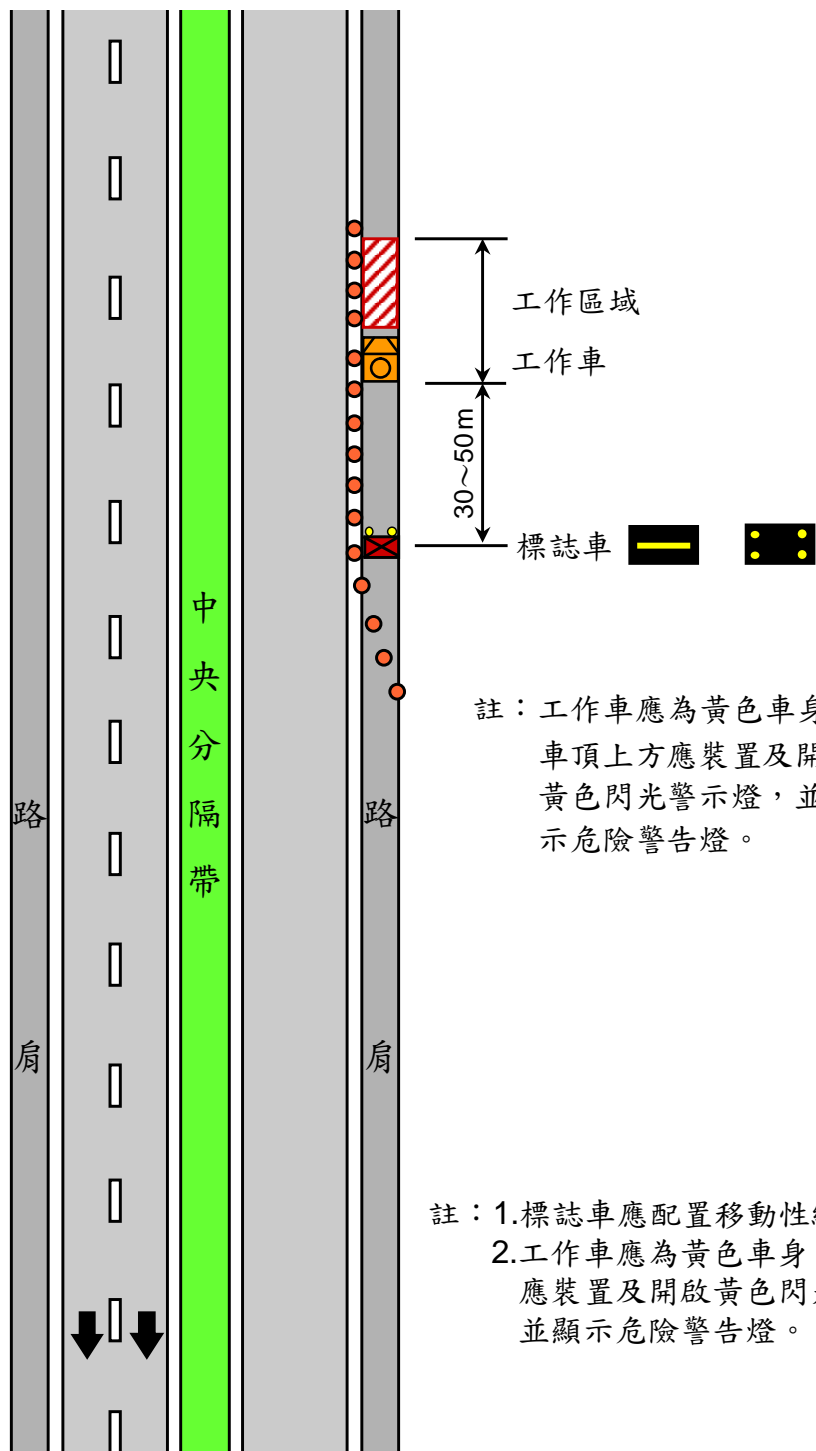 工作區域
工作車
30～50m
標誌車
中央分隔帶
路肩
路肩
註：工作車應為黃色車身
車頂上方應裝置及開
黃色閃光警示燈，並
示危險警告燈。
註：1.標誌車應配置移動性
2.工作車應為黃色車身
應裝置及開啟黃色閃
並顯示危險警告燈。